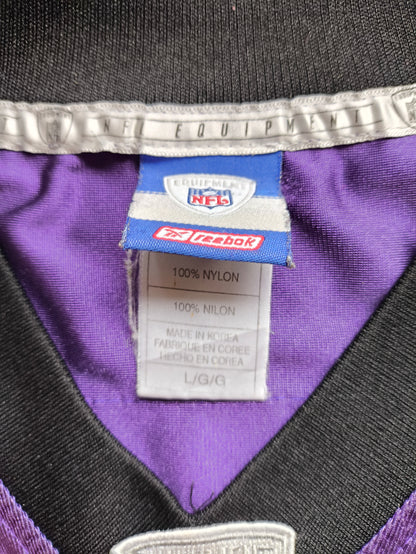 NFL EQUIPMENT
EQUIPMENT
NFL
Reebok
100% NYLON
100% NILON
MADE IN KOREA
FABRIQUE EN COREE
HECHO EN COREA
L/G/G